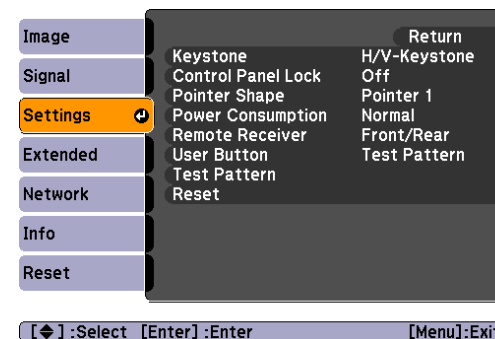 Image
Signal
Settings
Extended
Network
Info
Reset
Return
Keystone H/V-Keystone
Control Panel Lock Off
Pointer Shape Pointer 1
Power Consumption Normal
Remote Receiver Front/Rear
User Button Test Pattern
Test Pattern
Reset
[◆] :Select [Enter] :Enter [Menu]:Exit